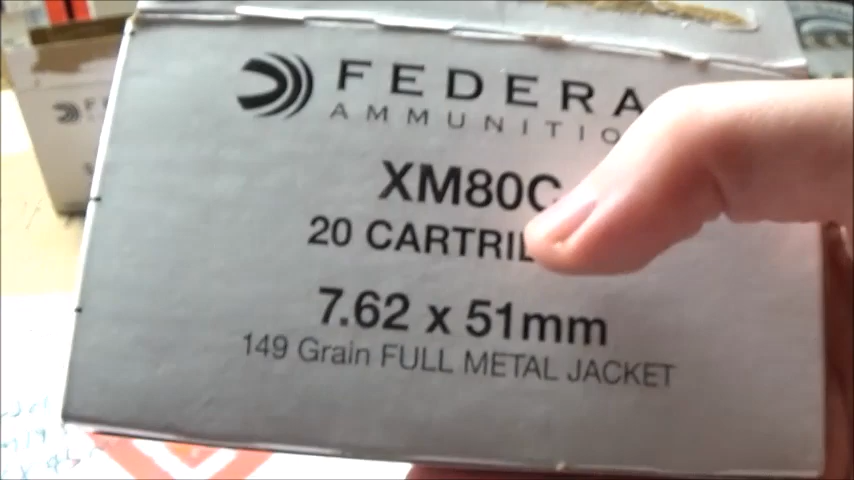 FEDERA
AMMUNITIO
XM80C
20 CARTRI
7.62 x 51mm
149 Grain FULL METAL JACKET